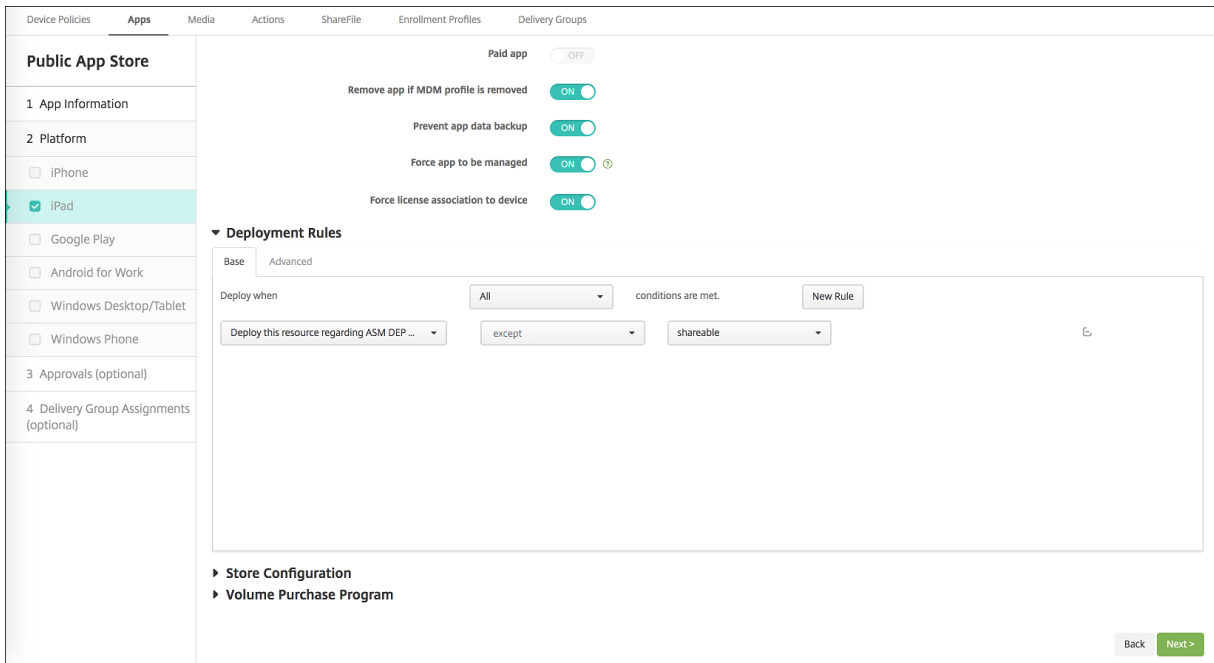 Device Policies Apps Media Actions ShareFile Enrollment Profiles Delivery Groups
Public App Store
1 App Information
2 Platform
iPhone
iPad
Google Play
Android for Work
Windows Desktop/Tablet
Windows Phone
3 Approvals (optional)
4 Delivery Group Assignments
(optional)
Paid app OFF
Remove app if MDM profile is removed ON
Prevent app data backup ON
Force app to be managed ON ?
Force license association to device ON
Deployment Rules
Base Advanced
Deploy when All conditions are met. New Rule
Deploy this resource regarding ASM DEP ... except shareable
Store Configuration
Volume Purchase Program
Back Next >